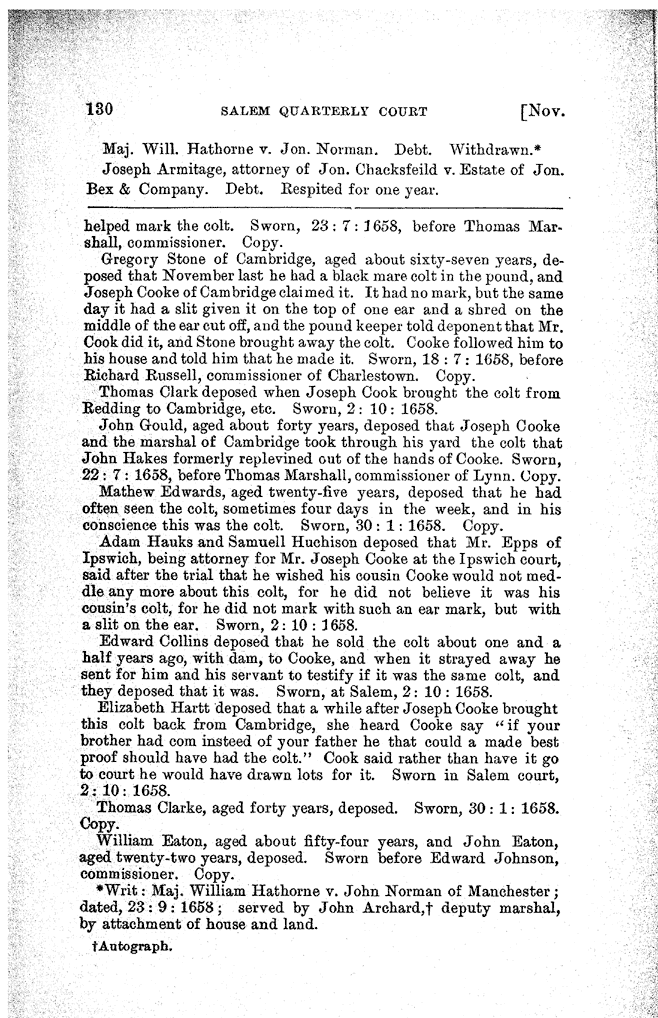 130 SALEM QUARTERLY COURT [Nov.
Maj. Will. Hathorne v. Jon. Norman. Debt. Withdrawn.*
Joseph Armitage, attorney of Jon. Chacksfeild v. Estate of Jon.
Bex & Company. Debt. Respited for one year.
helped mark the colt. Sworn, 23 : 7 : 1658, before Thomas Mar-
shall, commissioner. Copy.
Gregory Stone of Cambridge, aged about sixty-seven years, de-
posed that November last he had a black mare colt in the pound, and
Joseph Cooke of Cambridge claimed it. It had no mark, but the same
day it had a slit given it on the top of one ear and a shred on the
middle of the ear cut off, and the pound keeper told deponent that Mr.
Cook did it, and Stone brought away the colt. Cooke followed him to
his house and told him that he made it. Sworn, 18 : 7 : 1658, before
Richard Russell, commissioner of Charlestown. Copy.
Thomas Clark deposed when Joseph Cook brought the colt from
Redding to Cambridge, etc. Sworn, 2 : 10 : 1658.
John Gould, aged about forty years, deposed that Joseph Cooke
and the marshal of Cambridge took through his yard the colt that
John Hakes formerly replevined out of the hands of Cooke. Sworn,
22 : 7 : 1658, before Thomas Marshall, commissioner of Lynn. Copy.
Mathew Edwards, aged twenty-five years, deposed that he had
often seen the colt, sometimes four days in the week, and in his
conscience this was the colt. Sworn, 30 : 1 : 1658. Copy.
Adam Hauks and Samuell Huchison deposed that Mr. Epps of
Ipswich, being attorney for Mr. Joseph Cooke at the Ipswich court,
said after the trial that he wished his cousin Cooke would not med-
dle any more about this colt, for he did not believe it was his
cousin's colt, for he did not mark with such an ear mark, but with
a slit on the ear. Sworn, 2 : 10 : 1658.
Edward Collins deposed that he sold the colt about one and a
half years ago, with dam, to Cooke, and when it strayed away he
sent for him and his servant to testify if it was the same colt, and
they deposed that it was. Sworn, at Salem, 2 : 10 : 1658.
Elizabeth Hartt deposed that a while after Joseph Cooke brought
this colt back from Cambridge, she heard Cooke say "if your
brother had com insteed of your father he that could a made best
proof should have had the colt." Cook said rather than have it go
to court he would have drawn lots for it. Sworn in Salem court,
2 : 10 : 1658.
Thomas Clarke, aged forty years, deposed. Sworn, 30 : 1 : 1658.
Copy.
William Eaton, aged about fifty-four years, and John Eaton,
aged twenty-two years, deposed. Sworn before Edward Johnson,
commissioner. Copy.
*Writ : Maj. William Hathorne v. John Norman of Manchester ;
dated, 23 : 9 : 1658 ; served by John Archard,† deputy marshal,
by attachment of house and land.
†Autograph.